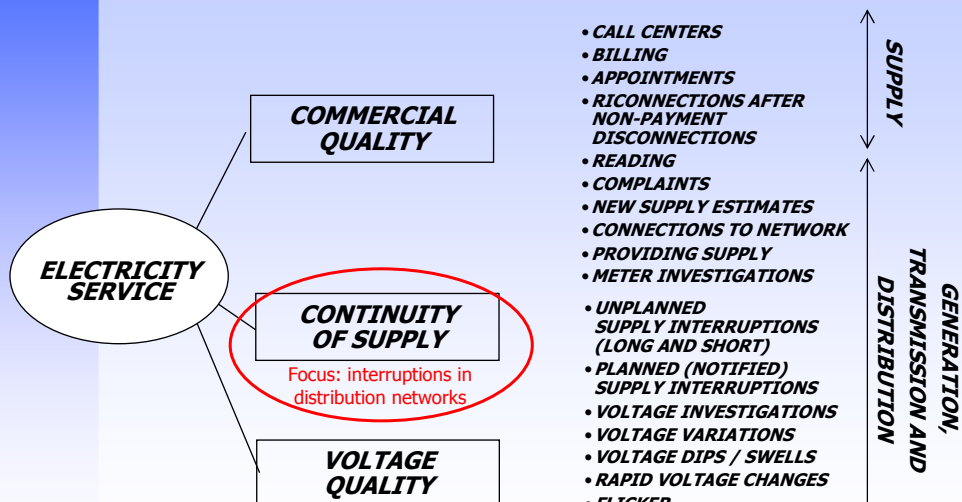 COMMERCIAL
QUALITY
ELECTRICITY
SERVICE
CONTINUITY
OF SUPPLY
Focus: interruptions in
distribution networks
VOLTAGE
QUALITY
• CALL CENTERS
• BILLING
• APPOINTMENTS
• RICONNECTIONS AFTER
NON-PAYMENT
DISCONNECTIONS
• READING
• COMPLAINTS
• NEW SUPPLY ESTIMATES
• CONNECTIONS TO NETWORK
• PROVIDING SUPPLY
• METER INVESTIGATIONS
• UNPLANNED
SUPPLY INTERRUPTIONS
(LONG AND SHORT)
• PLANNED (NOTIFIED)
SUPPLY INTERRUPTIONS
• VOLTAGE INVESTIGATIONS
• VOLTAGE VARIATIONS
• VOLTAGE DIPS / SWELLS
• RAPID VOLTAGE CHANGES
• FLICKER
SUPPLY
GENERATION,
TRANSMISSION AND
DISTRIBUTION